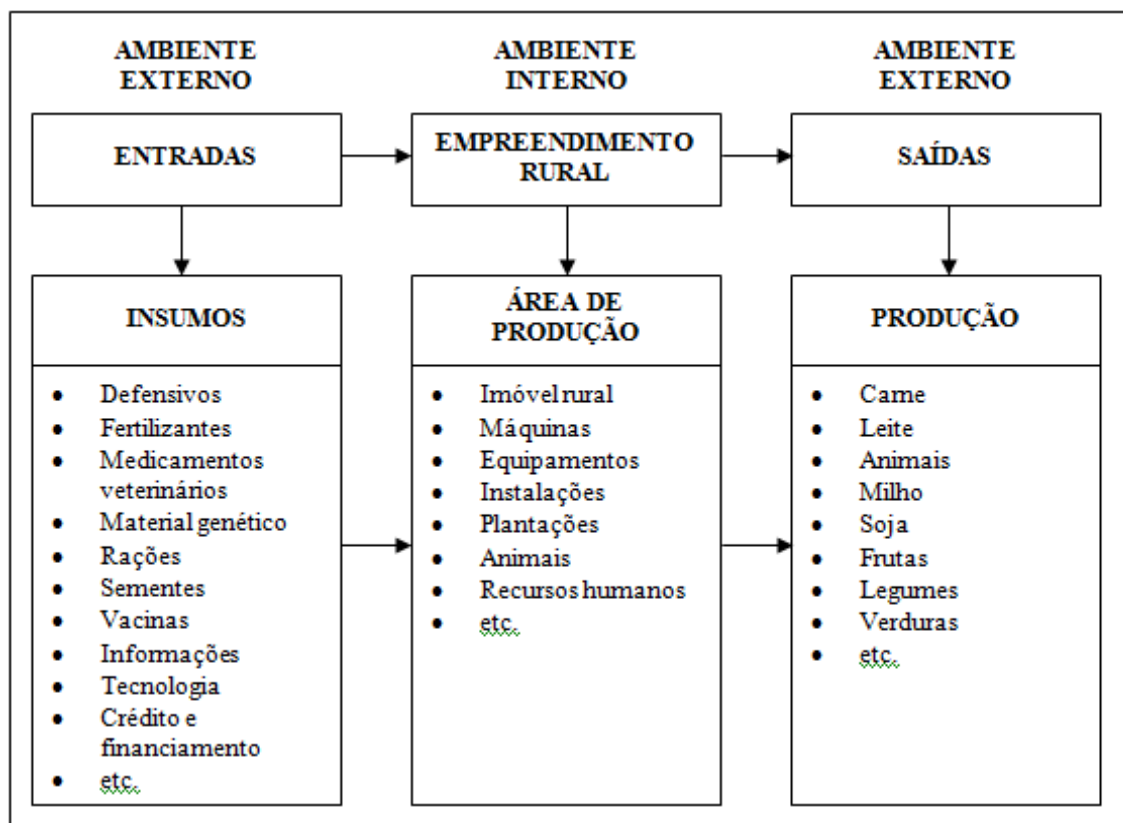 AMBIENTE
EXTERNO
AMBIENTE
INTERNO
AMBIENTE
EXTERNO
ENTRADAS
EMPREENDIMENTO
RURAL
SAÍDAS
INSUMOS
ÁREA DE
PRODUÇÃO
PRODUÇÃO
• Defensivos
• Fertilizantes
• Medicamentos
veterinários
• Material genético
• Rações
• Sementes
• Vacinas
• Informações
• Tecnologia
• Crédito e
financiamento
• etc.
• Imóvel rural
• Máquinas
• Equipamentos
• Instalações
• Plantações
• Animais
• Recursos humanos
• etc.
• Carne
• Leite
• Animais
• Milho
• Soja
• Frutas
• Legumes
• Verduras
• etc.